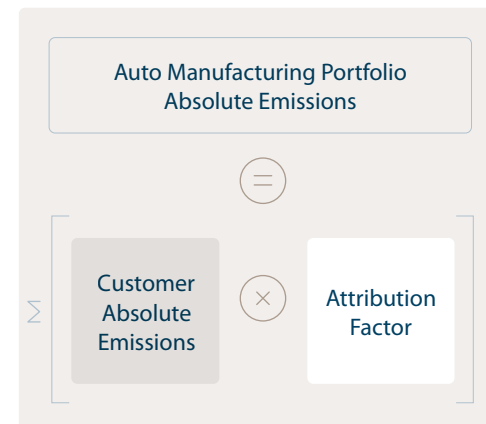 Auto Manufacturing Portfolio
Absolute Emissions
=
Σ
Customer
Absolute
Emissions
×
Attribution
Factor